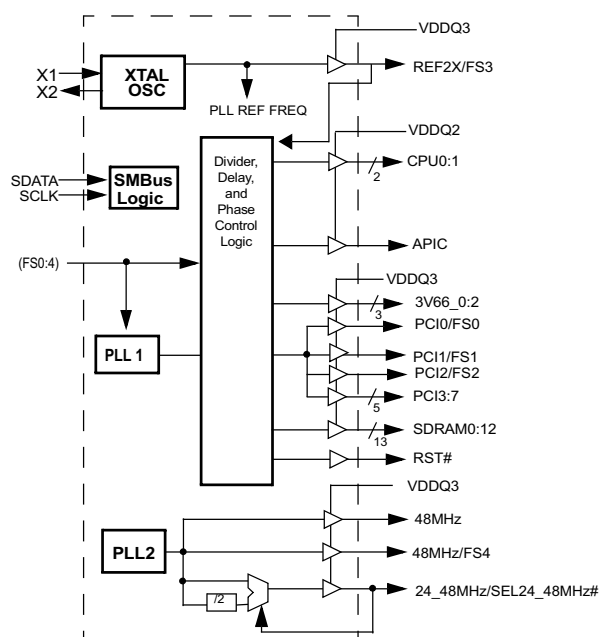 VDDQ3
X1
X2
XTAL
OSC
REF2X/FS3
PLL REF FREQ
VDDQ2
Divider,
Delay,
and
Phase
Control
Logic
CPU0:1
2
SDATA
SCLK
SMBus
Logic
APIC
(FS0:4)
VDDQ3
3V66_0:2
3
PCI0/FS0
PLL 1
PCI1/FS1
PCI2/FS2
PCI3:7
5
SDRAM0:12
13
RST#
VDDQ3
48MHz
PLL2
48MHz/FS4
/2
24_48MHz/SEL24_48MHz#